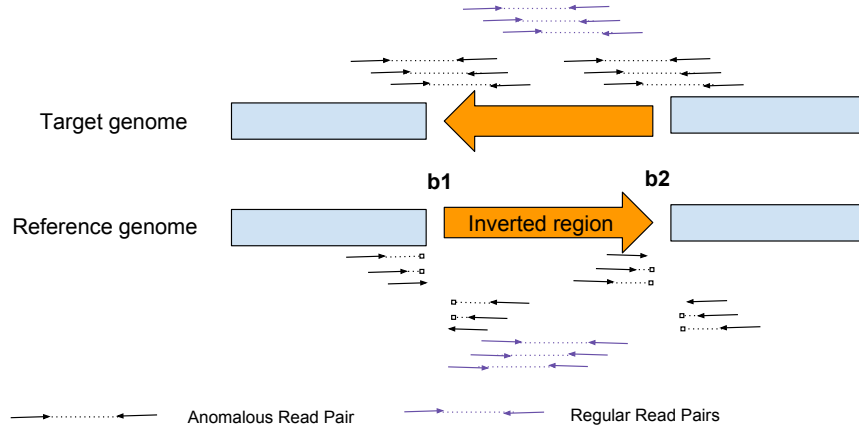 Target genome
b1
b2
Reference genome
Inverted region
Anomalous Read Pair
Regular Read Pairs